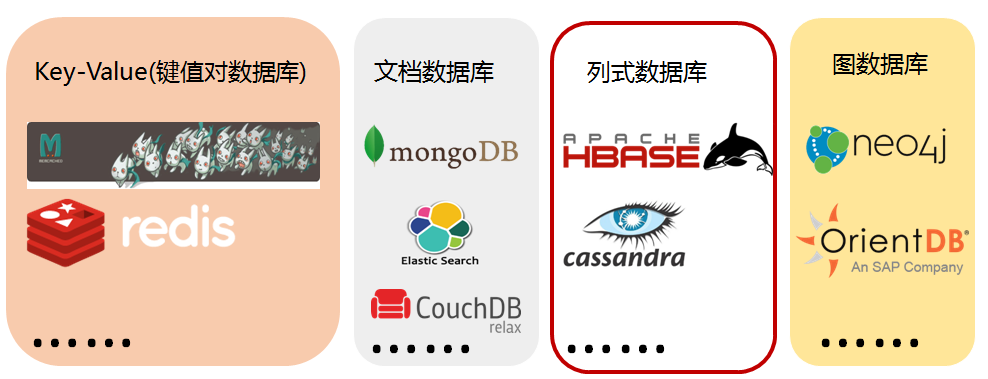 Key-Value(键值对数据库)
redis
文档数据库
mongoDB
Elastic Search
CouchDB
relax
列式数据库
APACHE
HBASE
cassandra
图数据库
neo4j
OrientDB®
An SAP Company